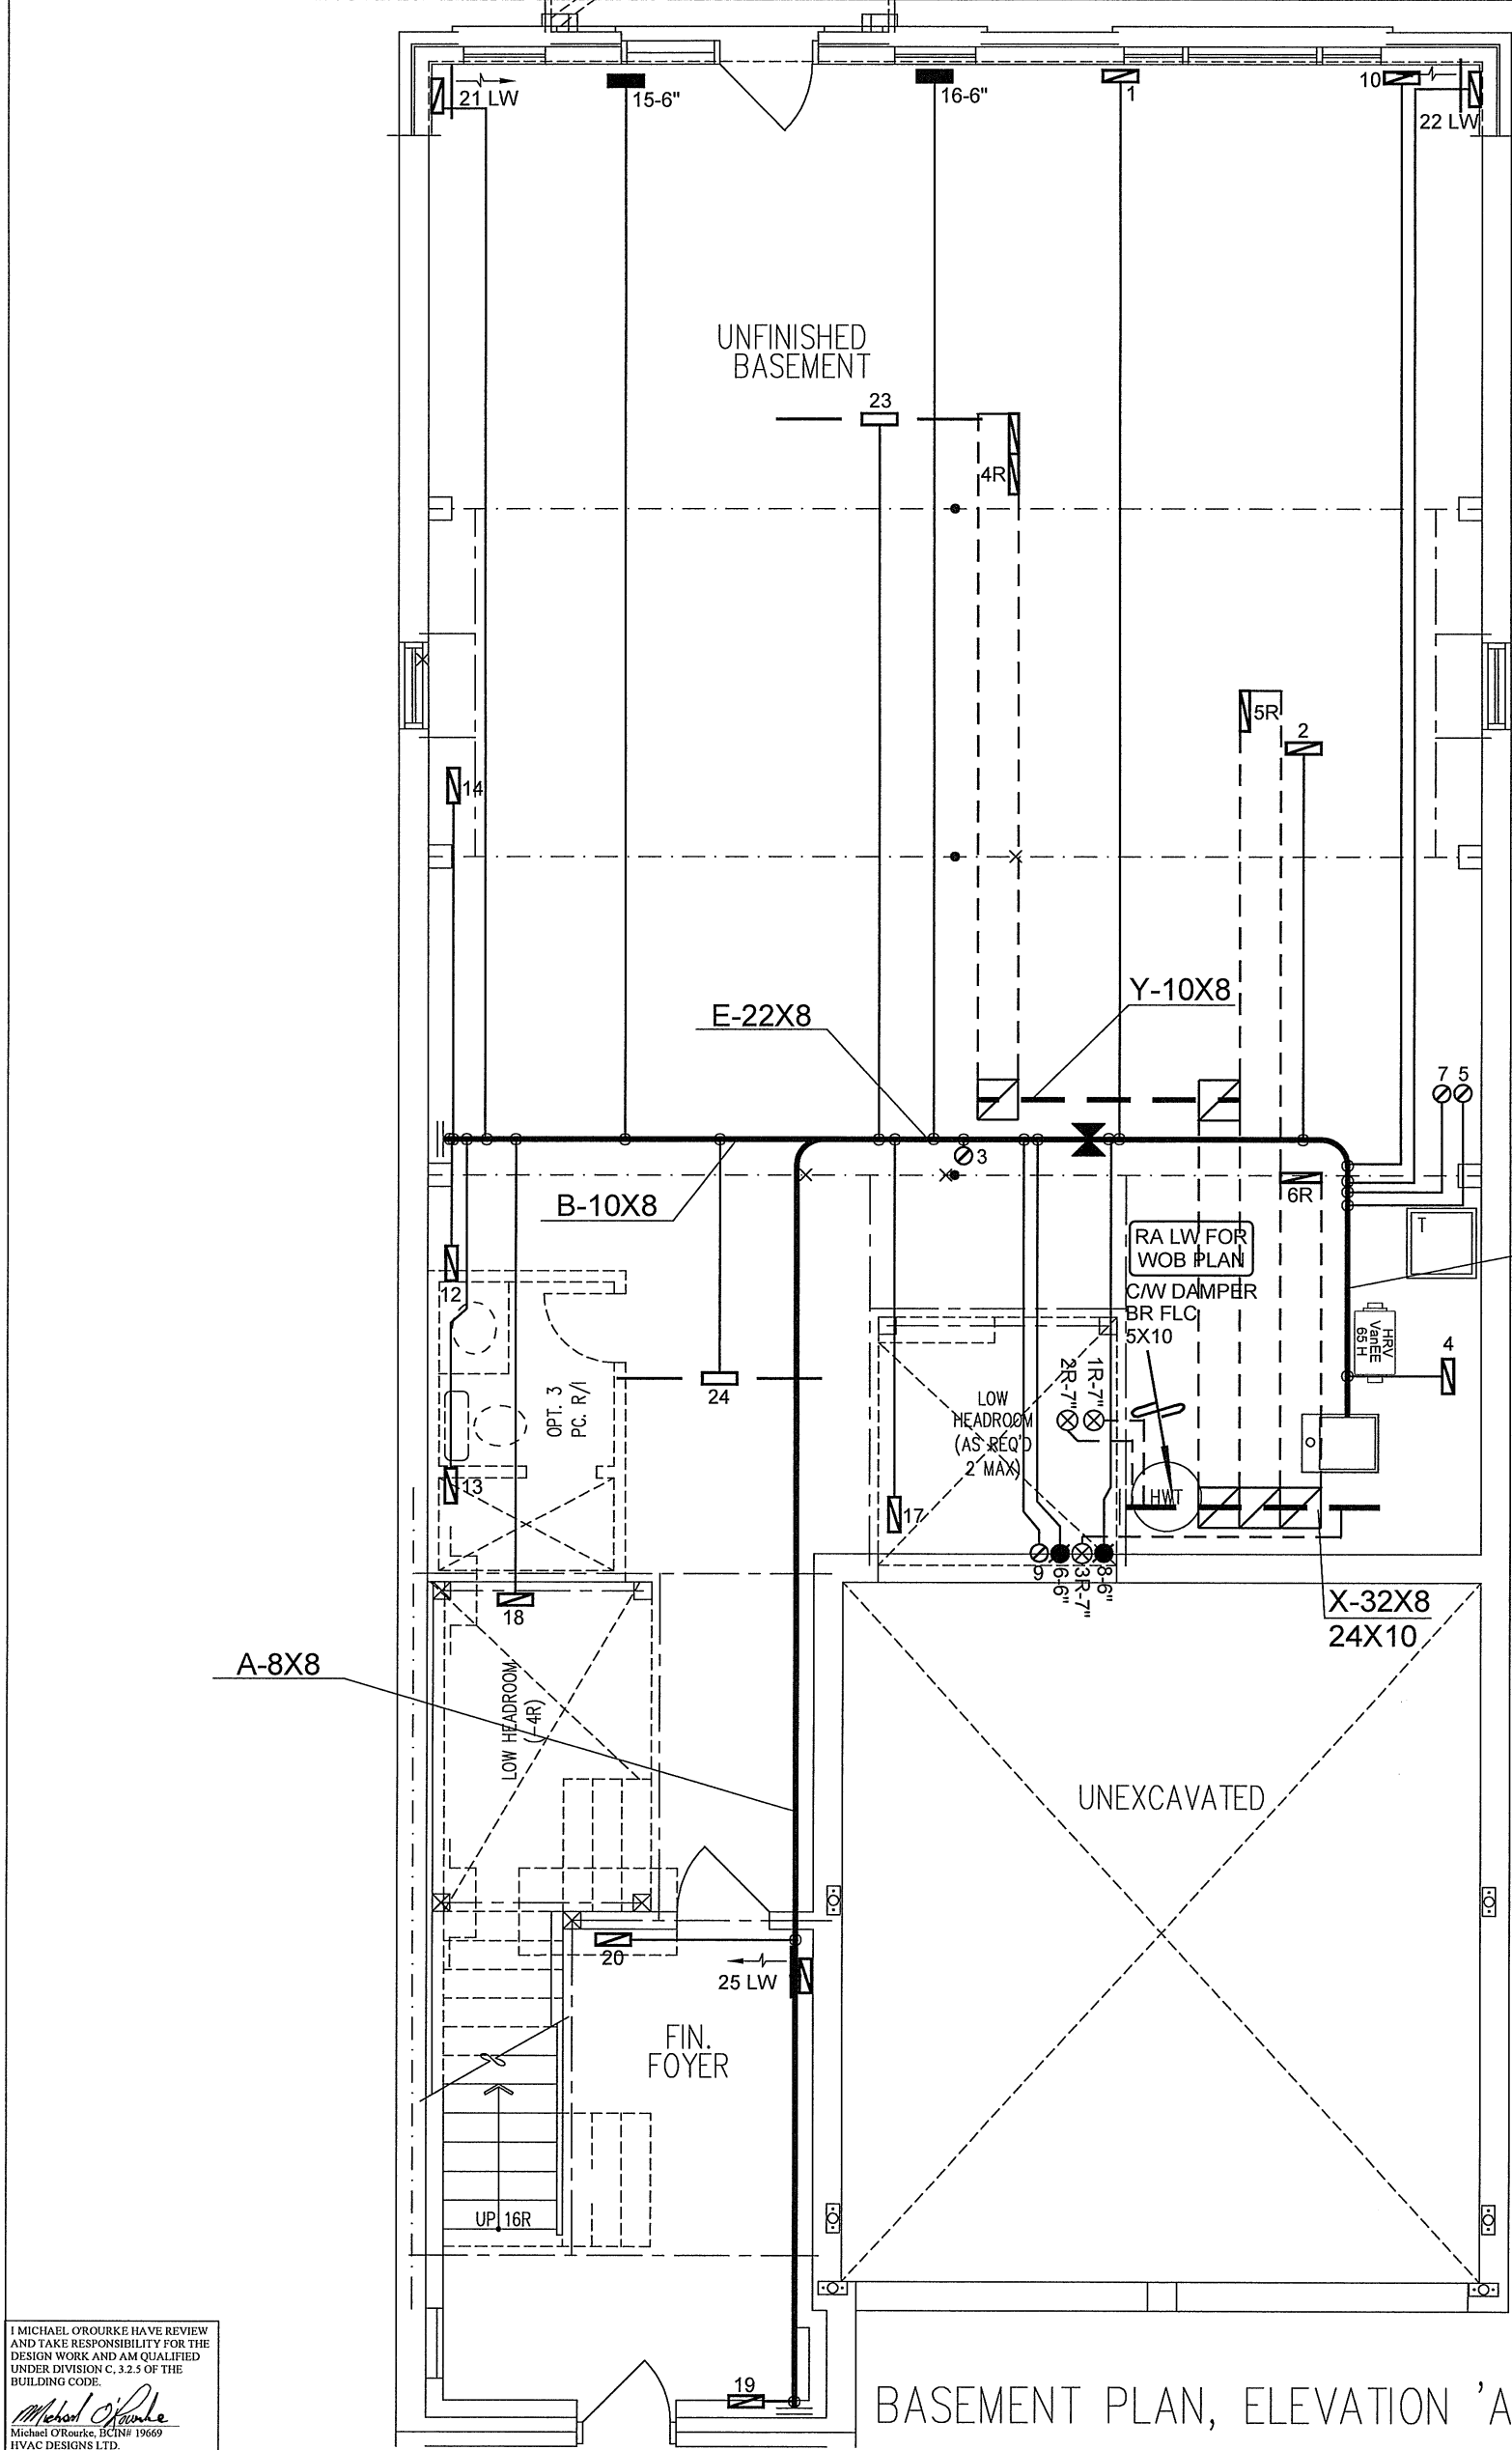 21 LW
15-6"
16-6"
1
10
22 LW
UNFINISHED
BASEMENT
23
4R
5R
2
14
Y-10X8
E-22X8
7 5
3
6R
B-10X8
T
RA LW FOR
WOB PLAN
C/W DAMPER
BR FLC
5X10
12
HRV
VanEE
65 H
4
24
OPT. 3
PC. R/I
2R-7"
1R-7"
LOW
HEADROOM
(AS REQ'D
2 MAX)
13
HWT
17
9
6-6"
3R-7"
8-6"
18
X-32X8
24X10
A-8X8
LOW HEADROOM
(-4R)
UNEXCAVATED
20
25 LW
FIN.
FOYER
UP 16R
19
I MICHAEL O'ROURKE HAVE REVIEW
AND TAKE RESPONSIBILITY FOR THE
DESIGN WORK AND AM QUALIFIED
UNDER DIVISION C, 3.2.5 OF THE
BUILDING CODE.
Michael O'Rourke
Michael O'Rourke, BCIN# 19669
HVAC DESIGNS LTD.
BASEMENT PLAN, ELEVATION 'A